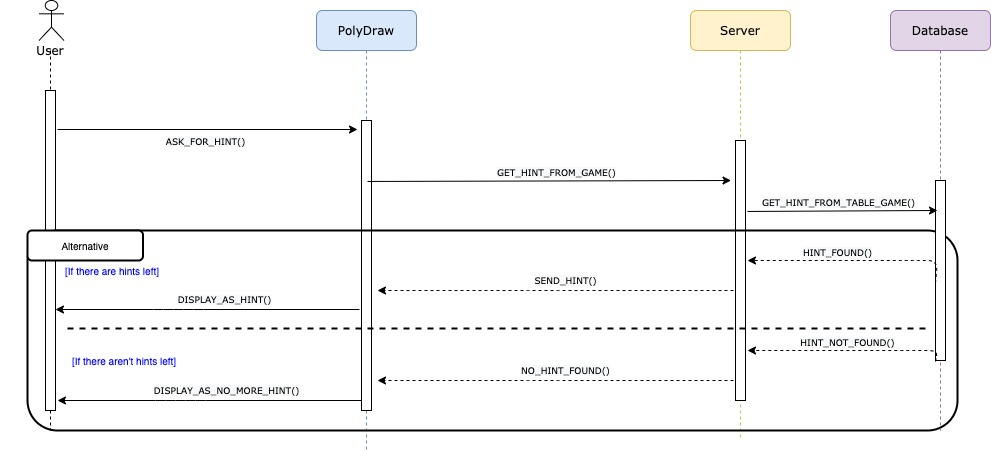 User
PolyDraw
Server
Database
ASK_FOR_HINT()
GET_HINT_FROM_GAME()
GET_HINT_FROM_TABLE_GAME()
Alternative
HINT_FOUND()
[If there are hints left]
SEND_HINT()
DISPLAY_AS_HINT()
HINT_NOT_FOUND()
[If there aren't hints left]
NO_HINT_FOUND()
DISPLAY_AS_NO_MORE_HINT()